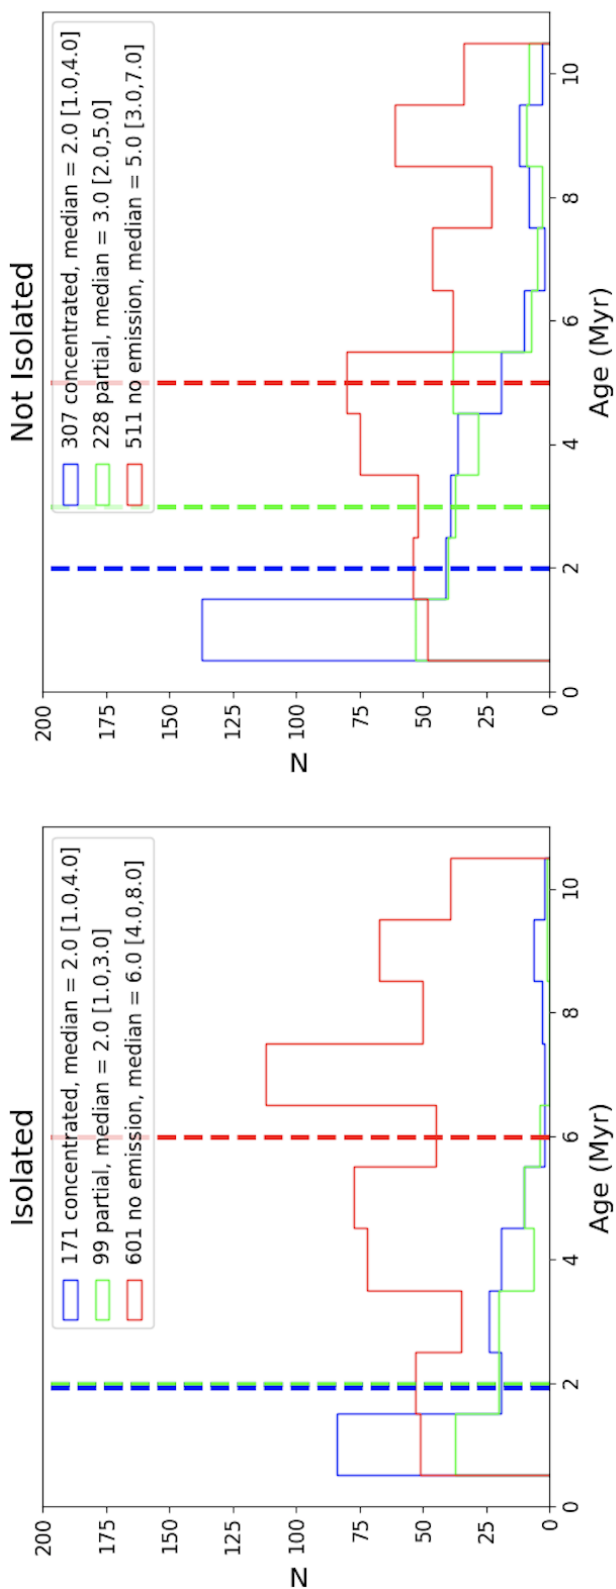 Isolated
171 concentrated, median = 2.0 [1.0,4.0]
99 partial, median = 2.0 [1.0,3.0]
601 no emission, median = 6.0 [4.0,8.0]
200
175
150
125
100
75
50
25
0
N
0 2 4 6 8 10
Age (Myr)
Not Isolated
307 concentrated, median = 2.0 [1.0,4.0]
228 partial, median = 3.0 [2.0,5.0]
511 no emission, median = 5.0 [3.0,7.0]
200
175
150
125
100
75
50
25
0
N
0 2 4 6 8 10
Age (Myr)